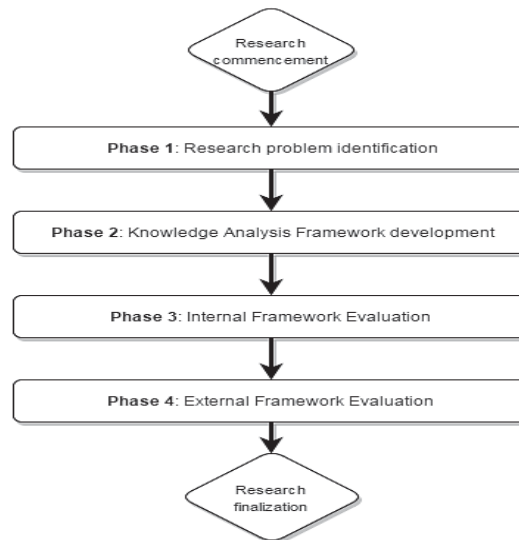 Research
commencement
Phase 1: Research problem identification
Phase 2: Knowledge Analysis Framework development
Phase 3: Internal Framework Evaluation
Phase 4: External Framework Evaluation
Research
finalization